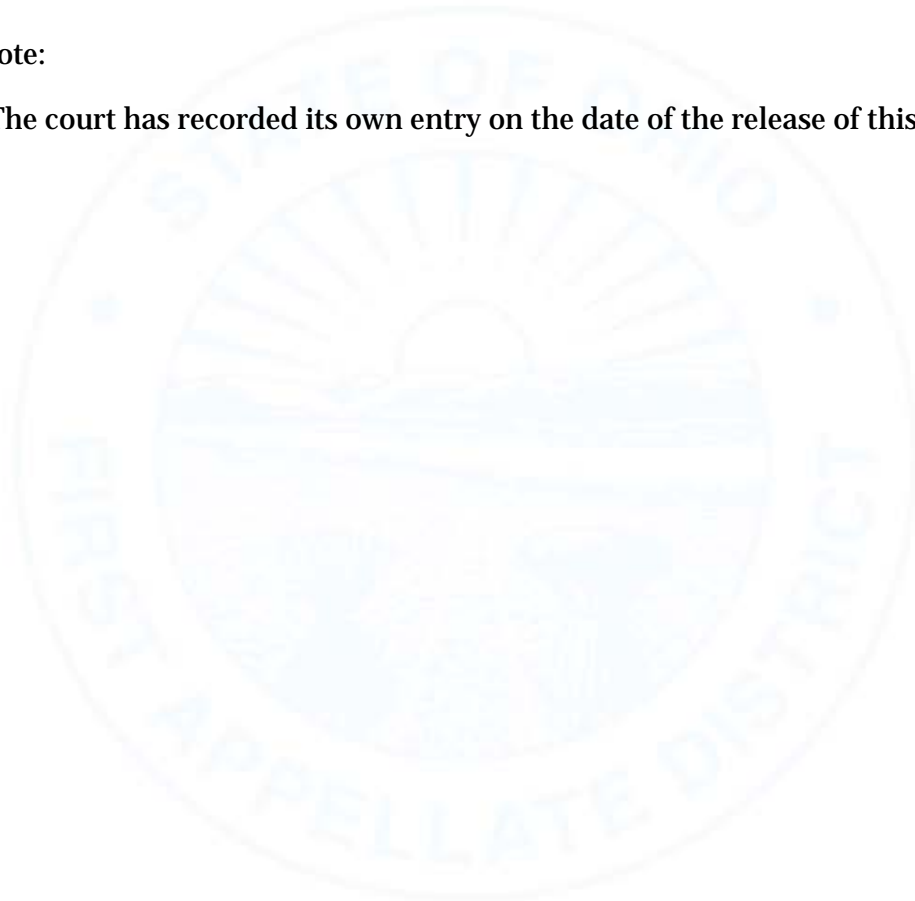 ote:
The court has recorded its own entry on the date of the release of this
STATE OF OHIO
FIRST APPELLATE DISTRICT